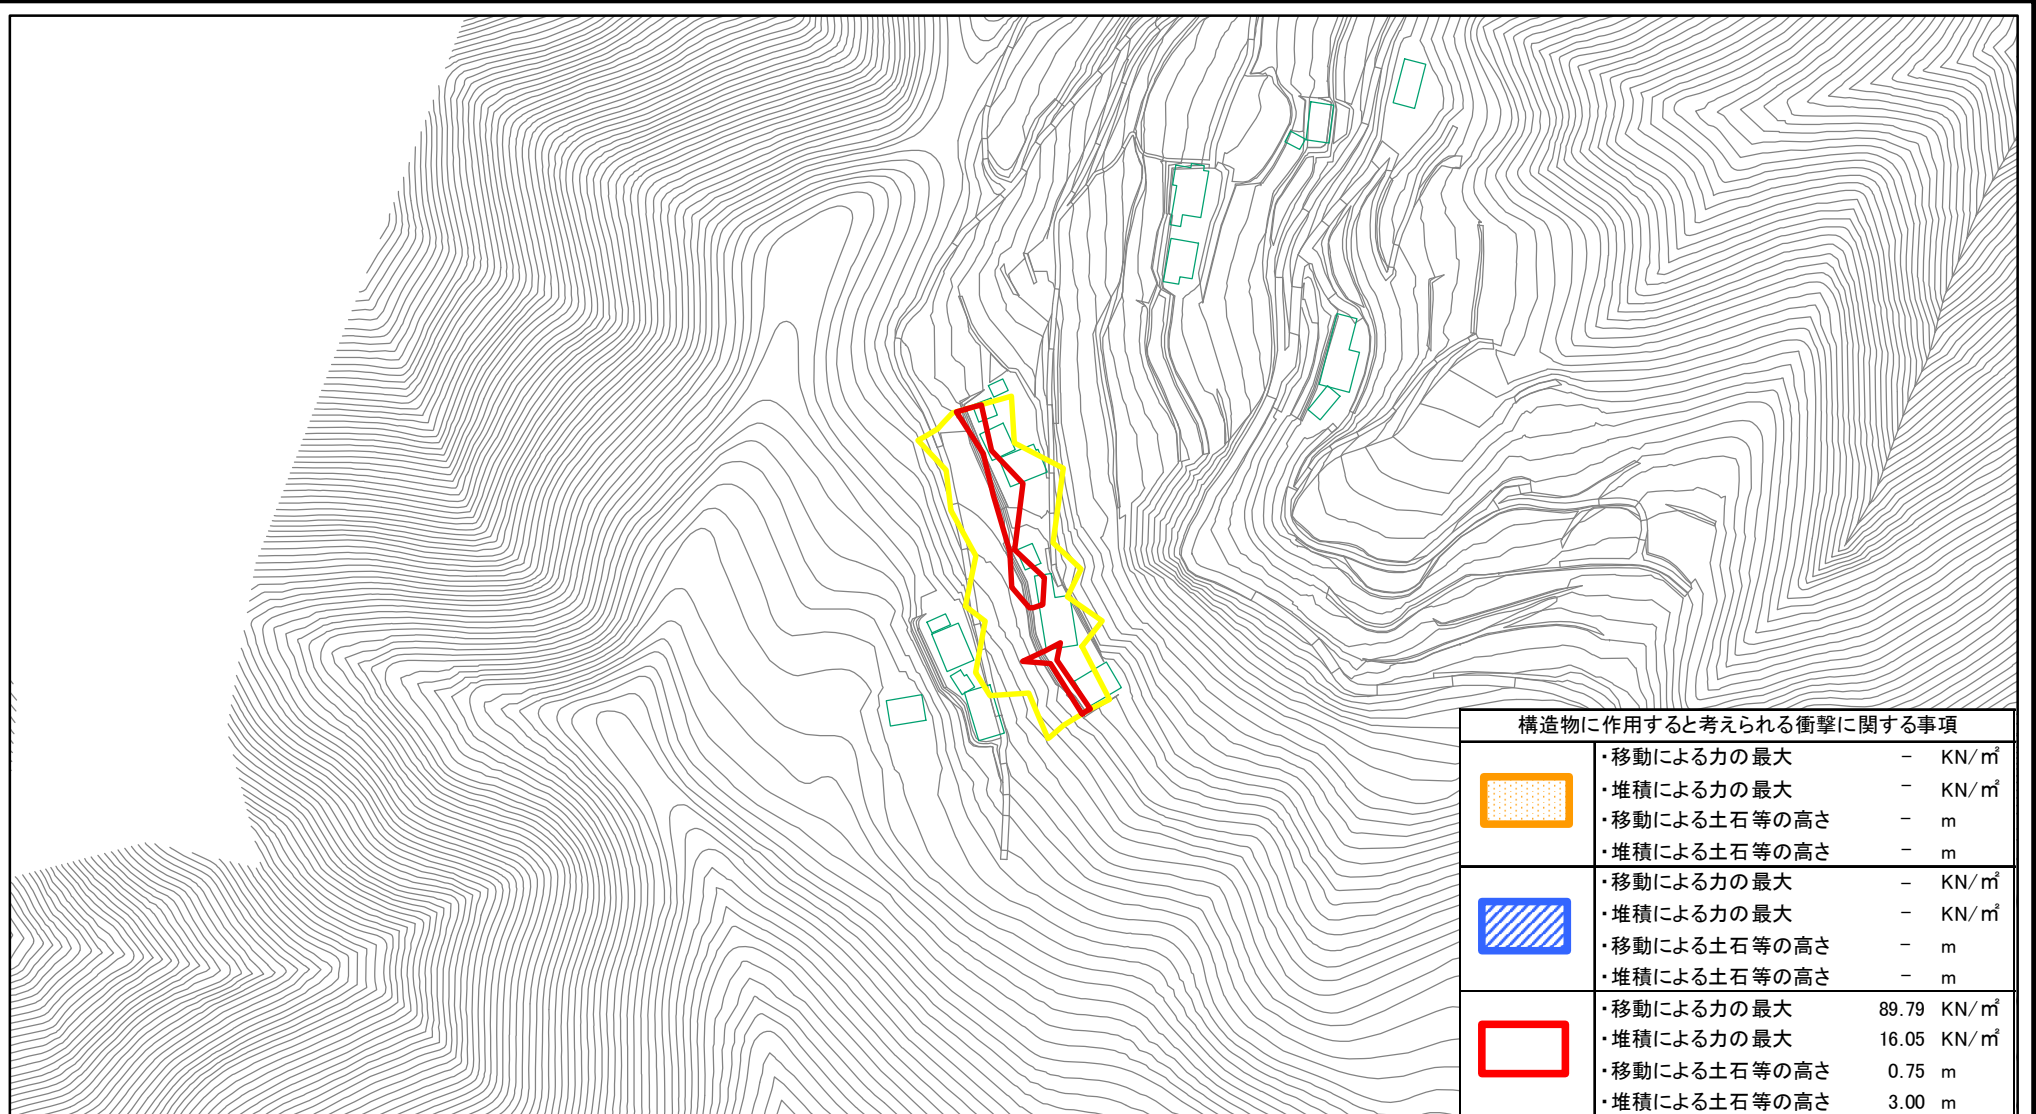 構造物に作用すると考えられる衝撃に関する事項
・移動による力の最大 － KN/㎡
・堆積による力の最大 － KN/㎡
・移動による土石等の高さ － m
・堆積による土石等の高さ － m
・移動による力の最大 － KN/㎡
・堆積による力の最大 － KN/㎡
・移動による土石等の高さ － m
・堆積による土石等の高さ － m
・移動による力の最大 89.79 KN/㎡
・堆積による力の最大 16.05 KN/㎡
・移動による土石等の高さ 0.75 m
・堆積による土石等の高さ 3.00 m